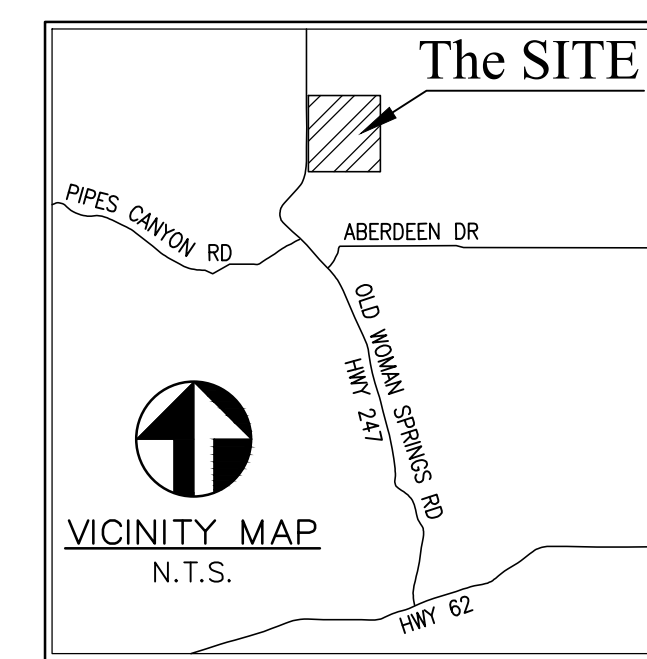 The SITE
PIPES CANYON RD
ABERDEEN DR
OLD WOMAN SPRINGS RD
HWY 247
VICINITY MAP
N.T.S.
HWY 62